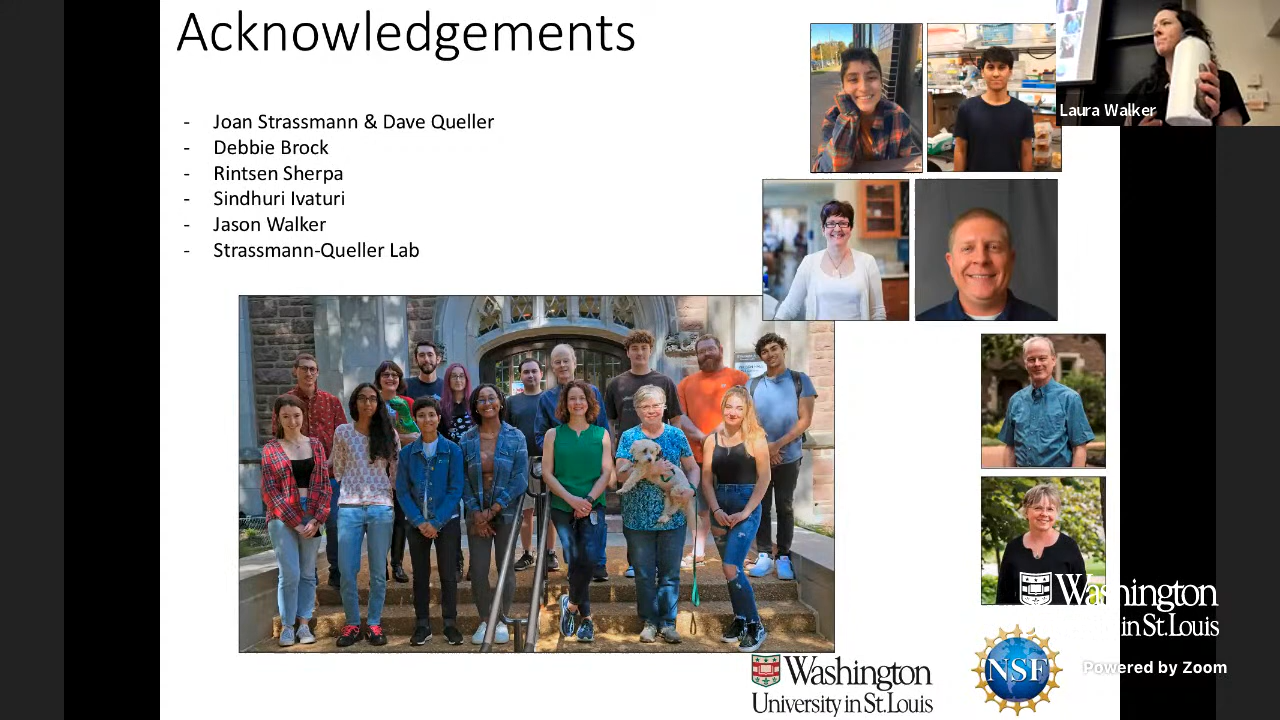 Acknowledgements
Laura Walker
- Joan Strassmann & Dave Queller
- Debbie Brock
- Rintsen Sherpa
- Sindhuri Ivaturi
- Jason Walker
- Strassmann-Queller Lab
Washington
in St.Louis
Washington
University in St.Louis
NSF
Powered by Zoom